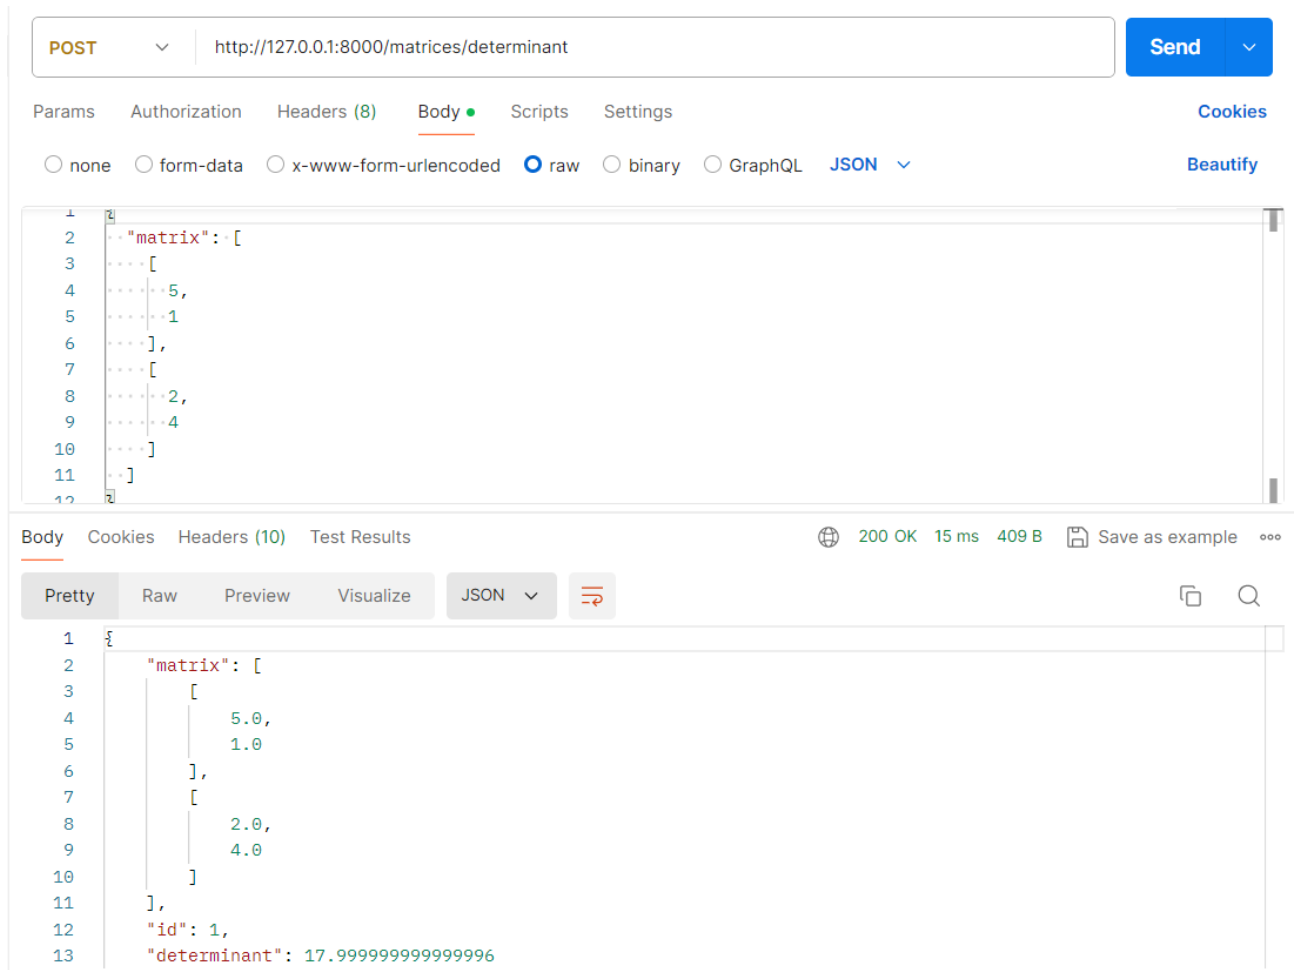 POST http://127.0.0.1:8000/matrices/determinant Send
Params Authorization Headers (8) Body Scripts Settings Cookies
none form-data x-www-form-urlencoded raw binary GraphQL JSON Beautify
1 {
2 "matrix": [
3 [
4 5,
5 1
6 ],
7 [
8 2,
9 4
10 ]
11 ]
12 }
Body Cookies Headers (10) Test Results 200 OK 15 ms 409 B Save as example
Pretty Raw Preview Visualize JSON
1 {
2 "matrix": [
3 [
4 5.0,
5 1.0
6 ],
7 [
8 2.0,
9 4.0
10 ]
11 ],
12 "id": 1,
13 "determinant": 17.999999999999996